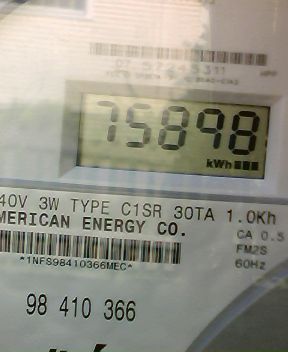 75898
kWh
40V 3W TYPE C1SR 30TA 1.0Kh
MERICAN ENERGY CO.
CA 0.5
FM2S
60Hz
*1NFS98410366MEC*
98 410 366